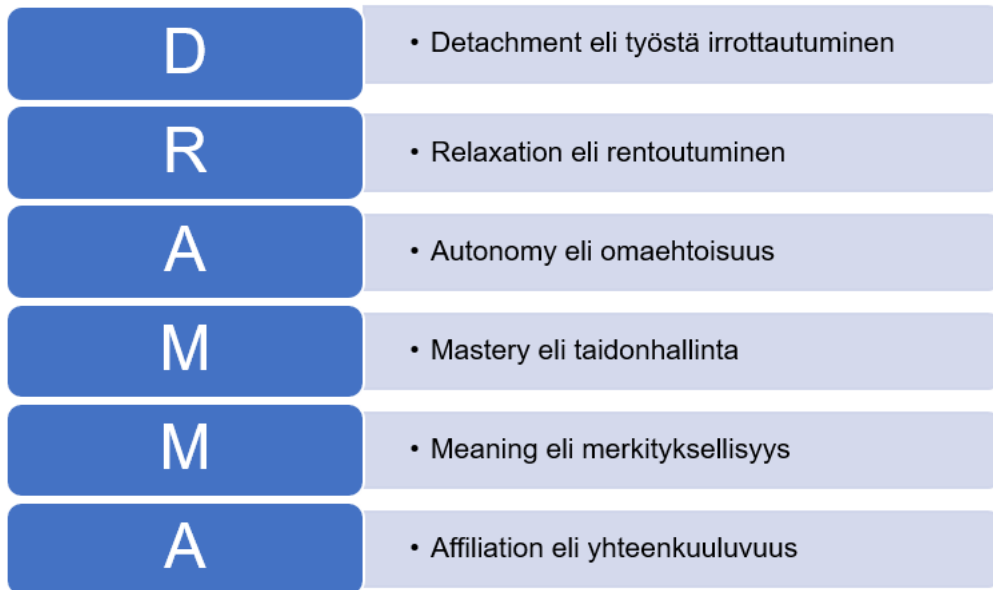 D
• Detachment eli työstä irrottautuminen
R
• Relaxation eli rentoutuminen
A
• Autonomy eli omaehtoisuus
M
• Mastery eli taidonhallinta
M
• Meaning eli merkityksellisyys
A
• Affiliation eli yhteenkuuluvuus